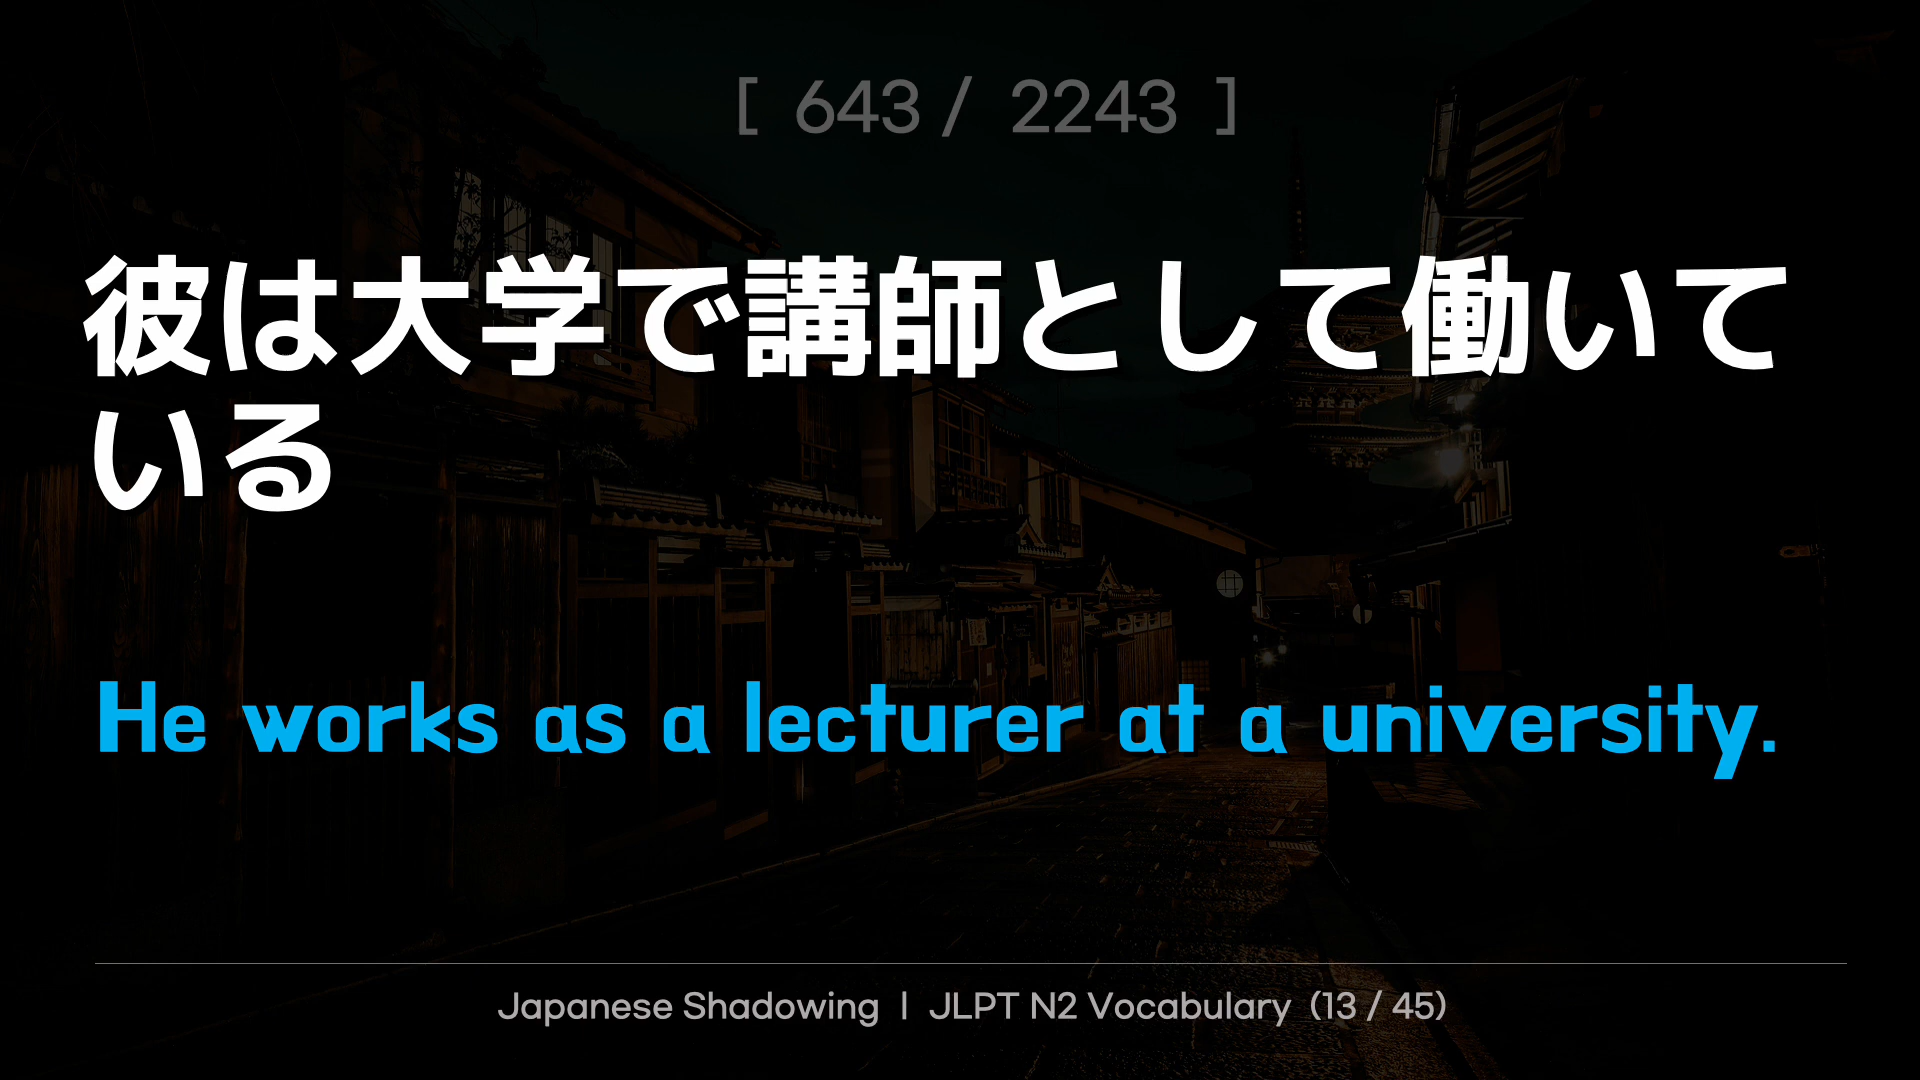 [ 643 / 2243 ]
彼は大学で講師として働いて
いる
He works as a lecturer at a university.
Japanese Shadowing | JLPT N2 Vocabulary (13 / 45)